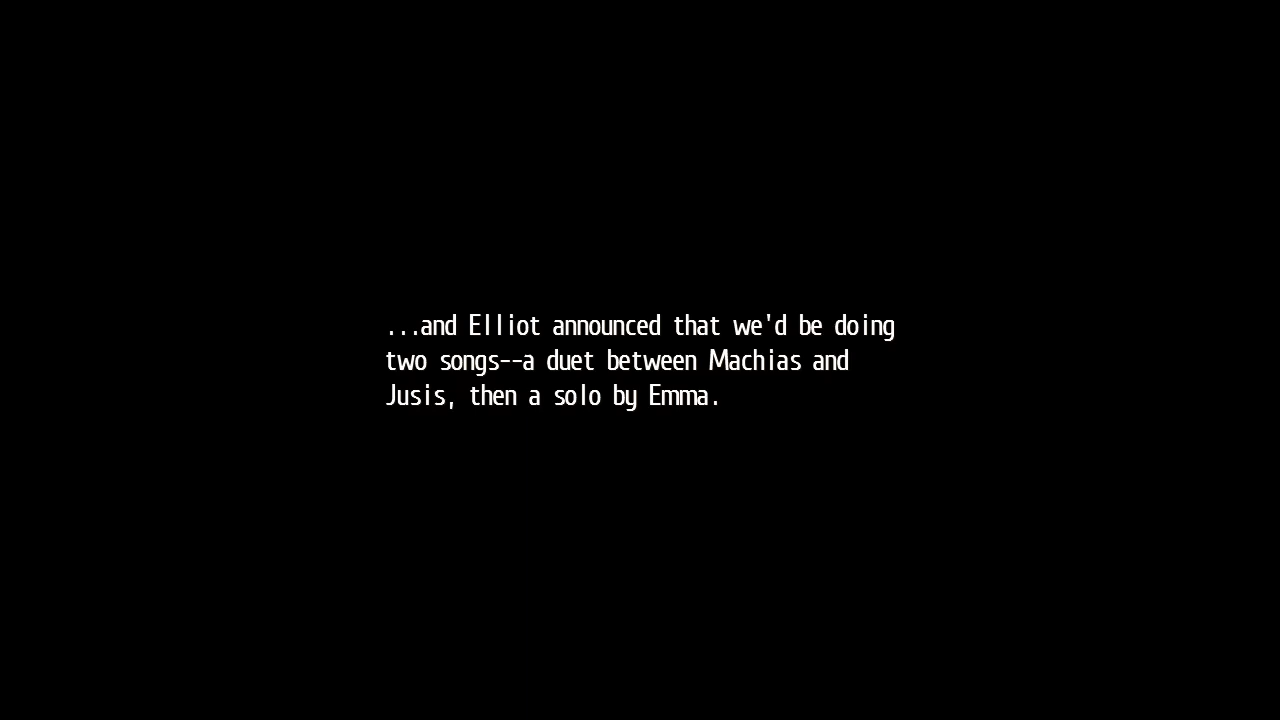 ...and Elliot announced that we'd be doing
two songs--a duet between Machias and
Jusis, then a solo by Emma.